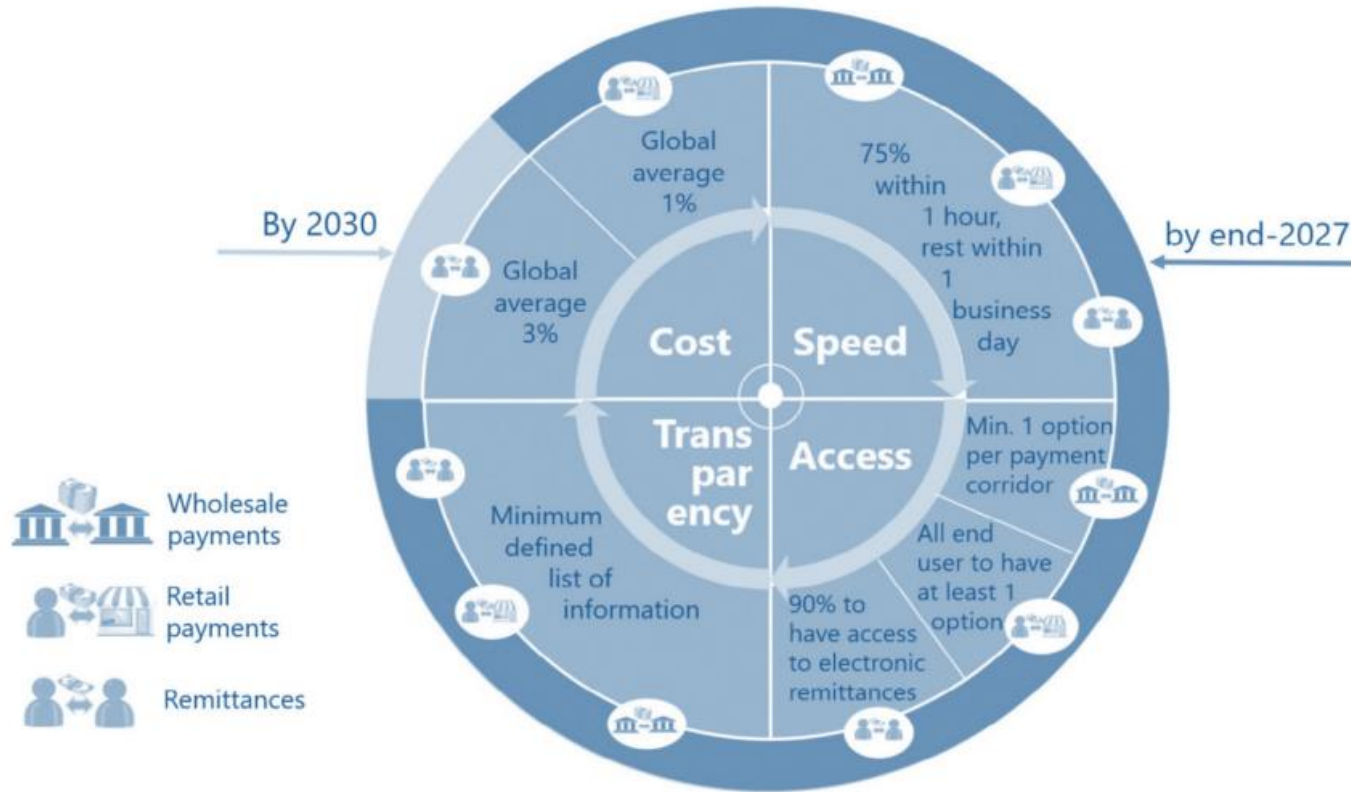 By 2030
by end-2027
Global
average
1%
Global
average
3%
Cost
75%
within
1 hour,
rest within
1
business
day
Speed
Trans
par
ency
Minimum
defined
list of
information
Access
Min. 1 option
per payment
corridor
All end
user to have
at least 1
option
90% to
have access
to electronic
remittances
Wholesale
payments
Retail
payments
Remittances